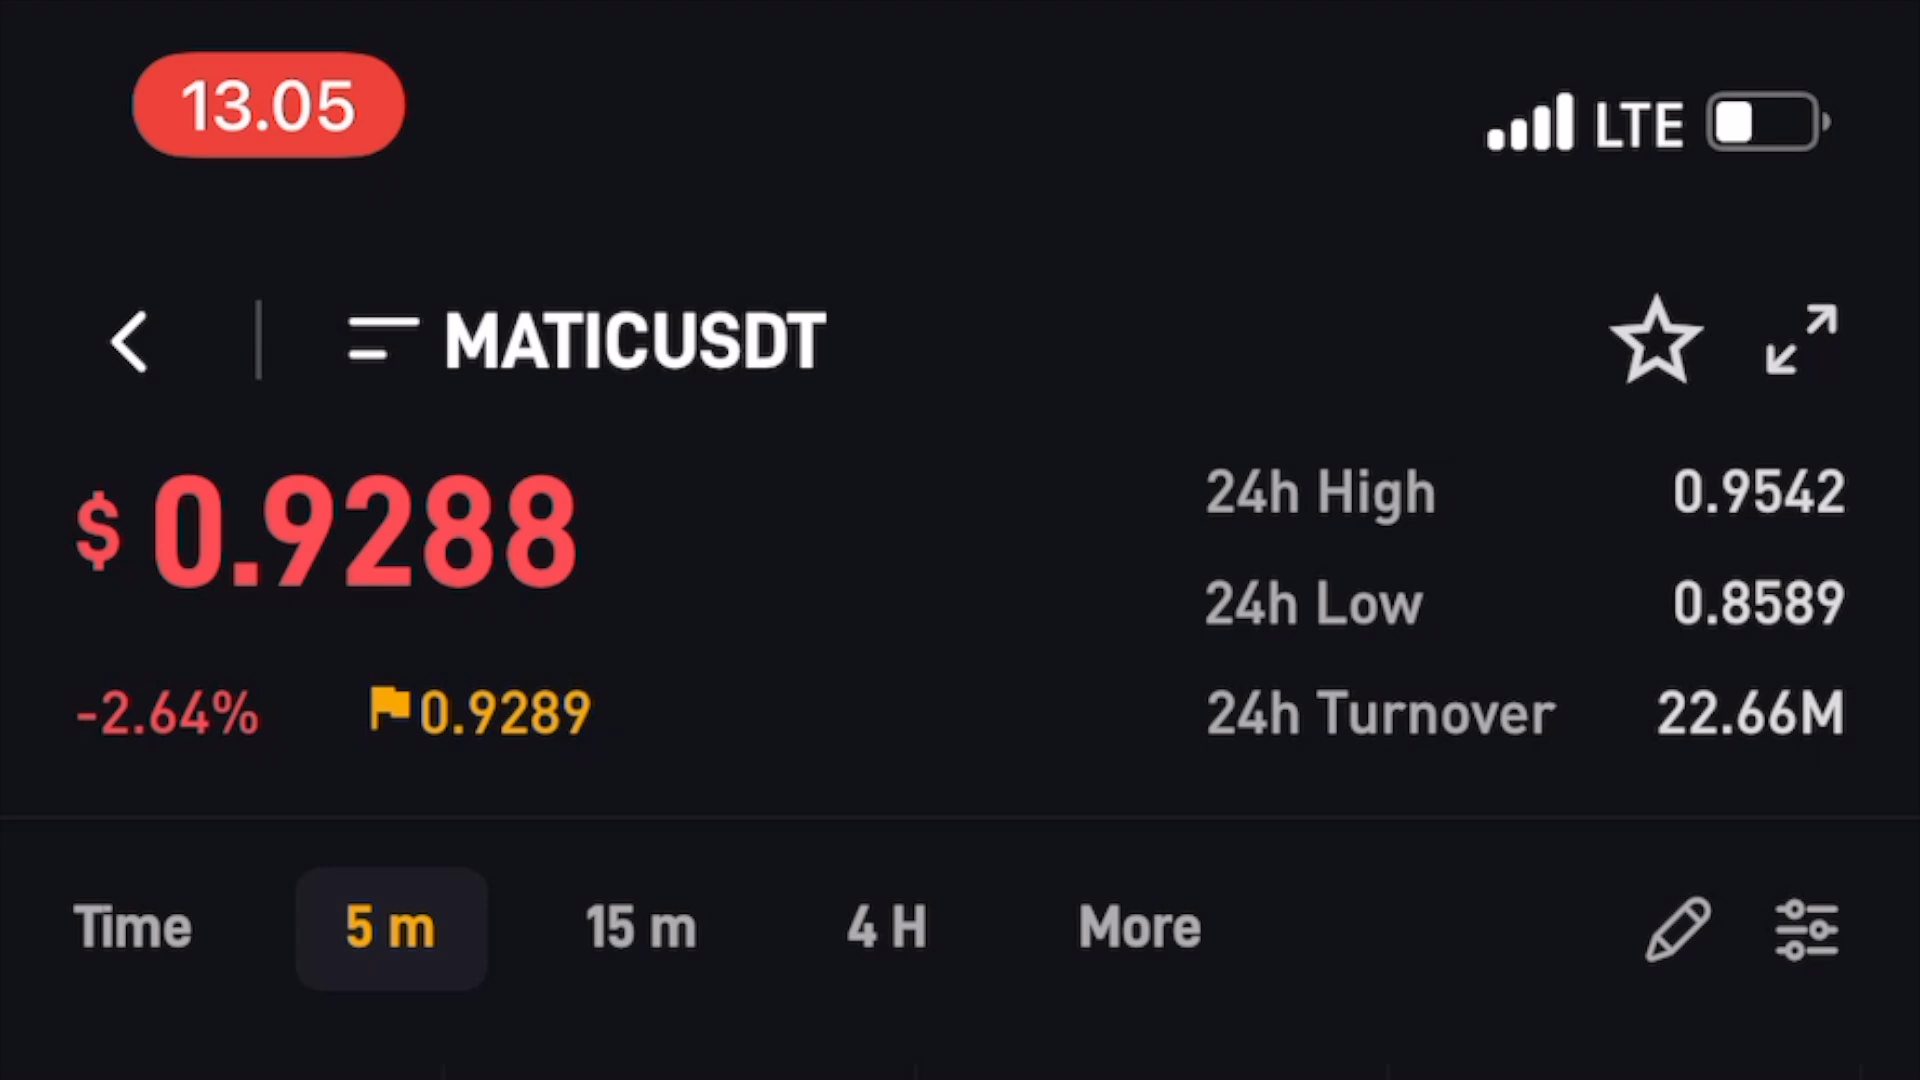 13.05
LTE
MATICUSDT
$ 0.9288
-2.64%
0.9289
24h High 0.9542
24h Low 0.8589
24h Turnover 22.66M
Time 5 m 15 m 4 H More